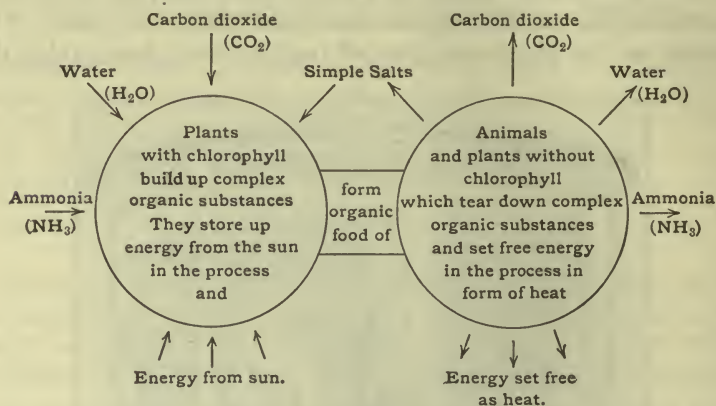 Carbon dioxide
(CO₂)
Carbon dioxide
(CO₂)
Water
(H₂O)
Simple Salts
Water
(H₂O)
Ammonia
(NH₃)
Plants
with chlorophyll
build up complex
organic substances
They store up
energy from the sun
in the process
and
form
organic
food of
Animals
and plants without
chlorophyll
which tear down complex
organic substances
and set free energy
in the process in
form of heat
Ammonia
(NH₃)
Energy from sun.
Energy set free
as heat.